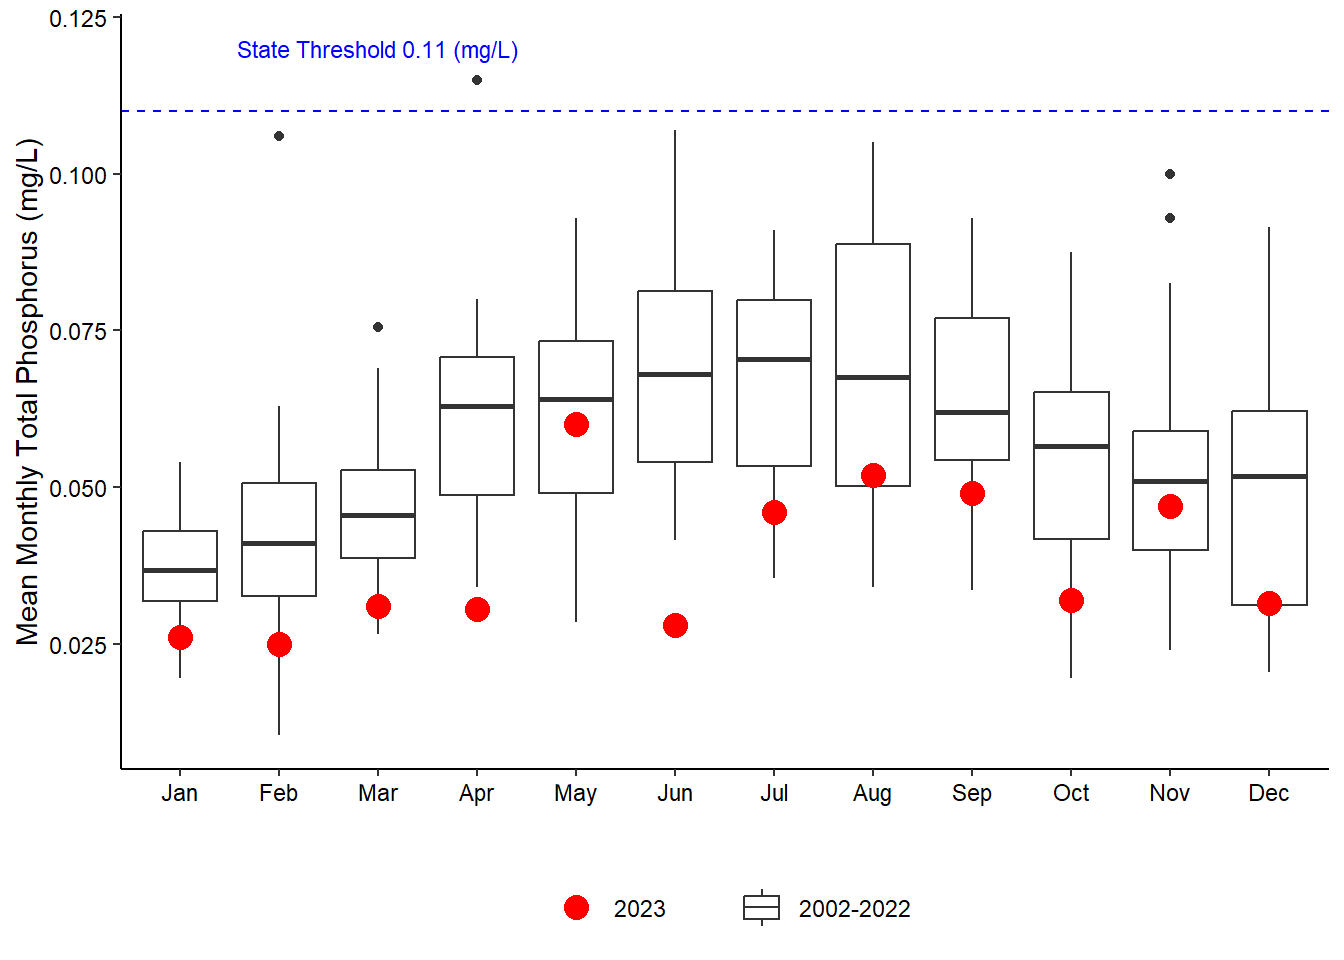 State Threshold 0.11 (mg/L)
Mean Monthly Total Phosphorus (mg/L)
0.125
0.100
0.075
0.050
0.025
Jan Feb Mar Apr May Jun Jul Aug Sep Oct Nov Dec
2023 2002-2022